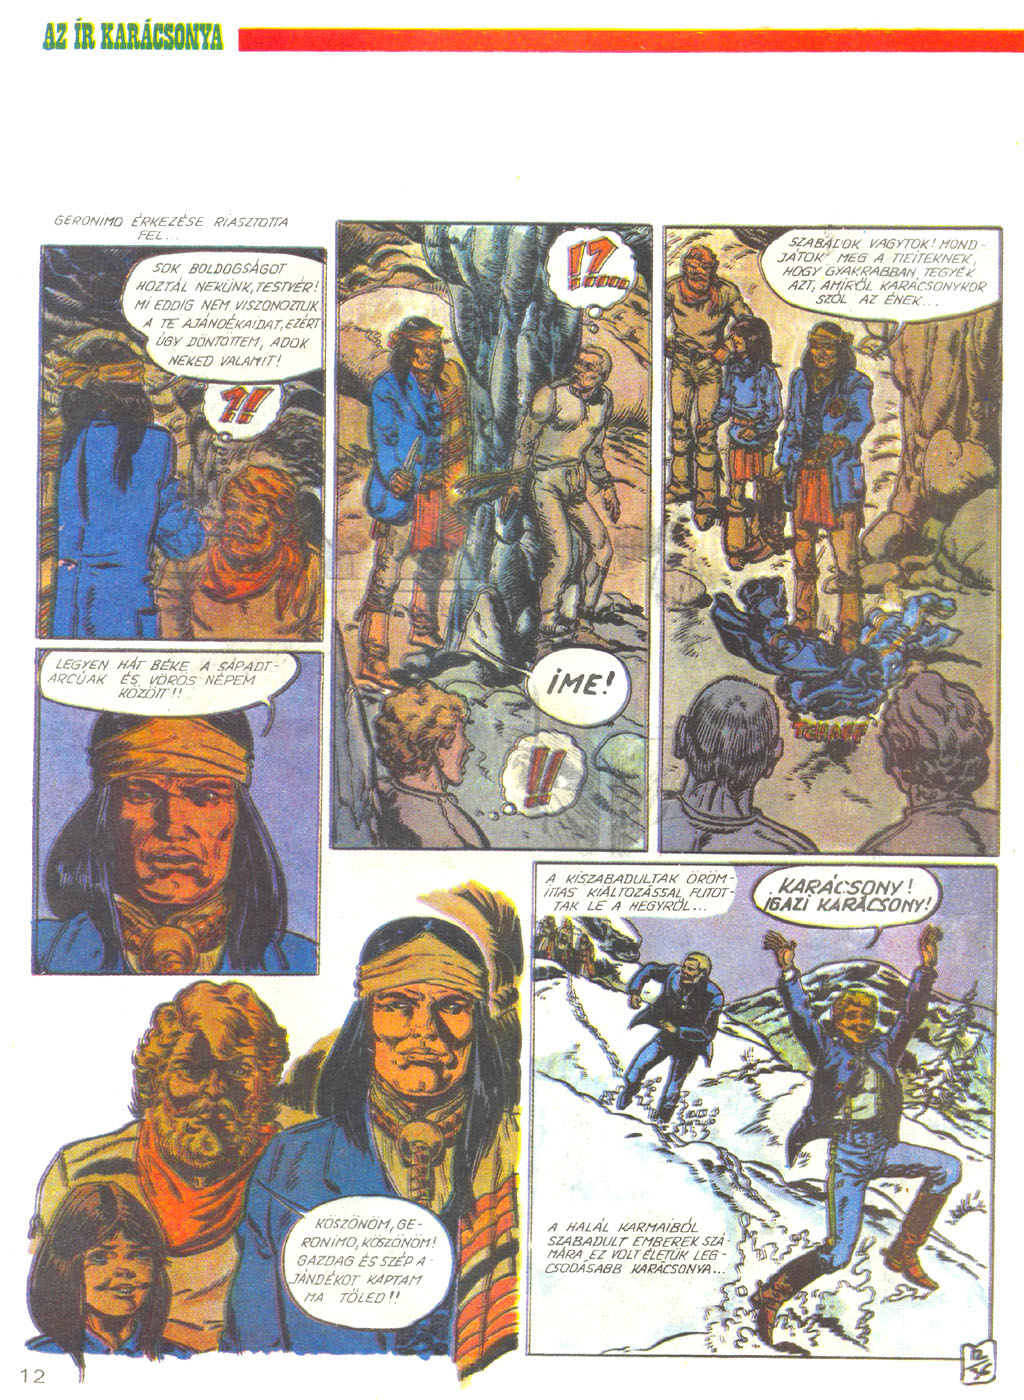 AZ ÍR KARÁCSONYA
GERONIMO ÉRKEZÉSE RIASZTOTTA
FEL...
SOK BOLDOGSÁGOT
HOZTÁL NEKÜNK, TESTVÉR!
MI EDDIG NEM VISZONOZTUK
A TE AJÁNDÉKAIDAT, EZÉRT
ÚGY DÖNTÖTTEM, ADOK
NEKED VALAMIT!
?!
!?.....
ÍME!
!!
SZABADOK VAGYTOK! MOND-
JÁTOK MEG A TIEITEKNEK,
HOGY GYAKRABBAN TEGYÉK
AZT, AMIRŐL KARÁCSONYKOR
SZÓL AZ ÉNEK...
LEGYEN HÁT BÉKE A SÁPADT-
ARCÚAK ÉS VÖRÖS NÉPEM
KÖZÖTT!!
KÖSZÖNÖM, GE-
RONIMO, KÖSZÖNÖM!
GAZDAG ÉS SZÉP A-
JÁNDÉKOT KAPTAM
MA TŐLED!!
A KISZABADULTAK ÖRÖM-
ITTAS KIÁLTOZÁSSAL FUTOT-
TAK LE A HEGYRŐL...
KARÁCSONY!
IGAZI KARÁCSONY!
A HALÁL KARMAIBÓL
SZABADULT EMBEREK SZÁ
MÁRA EZ VOLT ÉLETÜK LEG-
CSODÁSABB KARÁCSONYA...
12